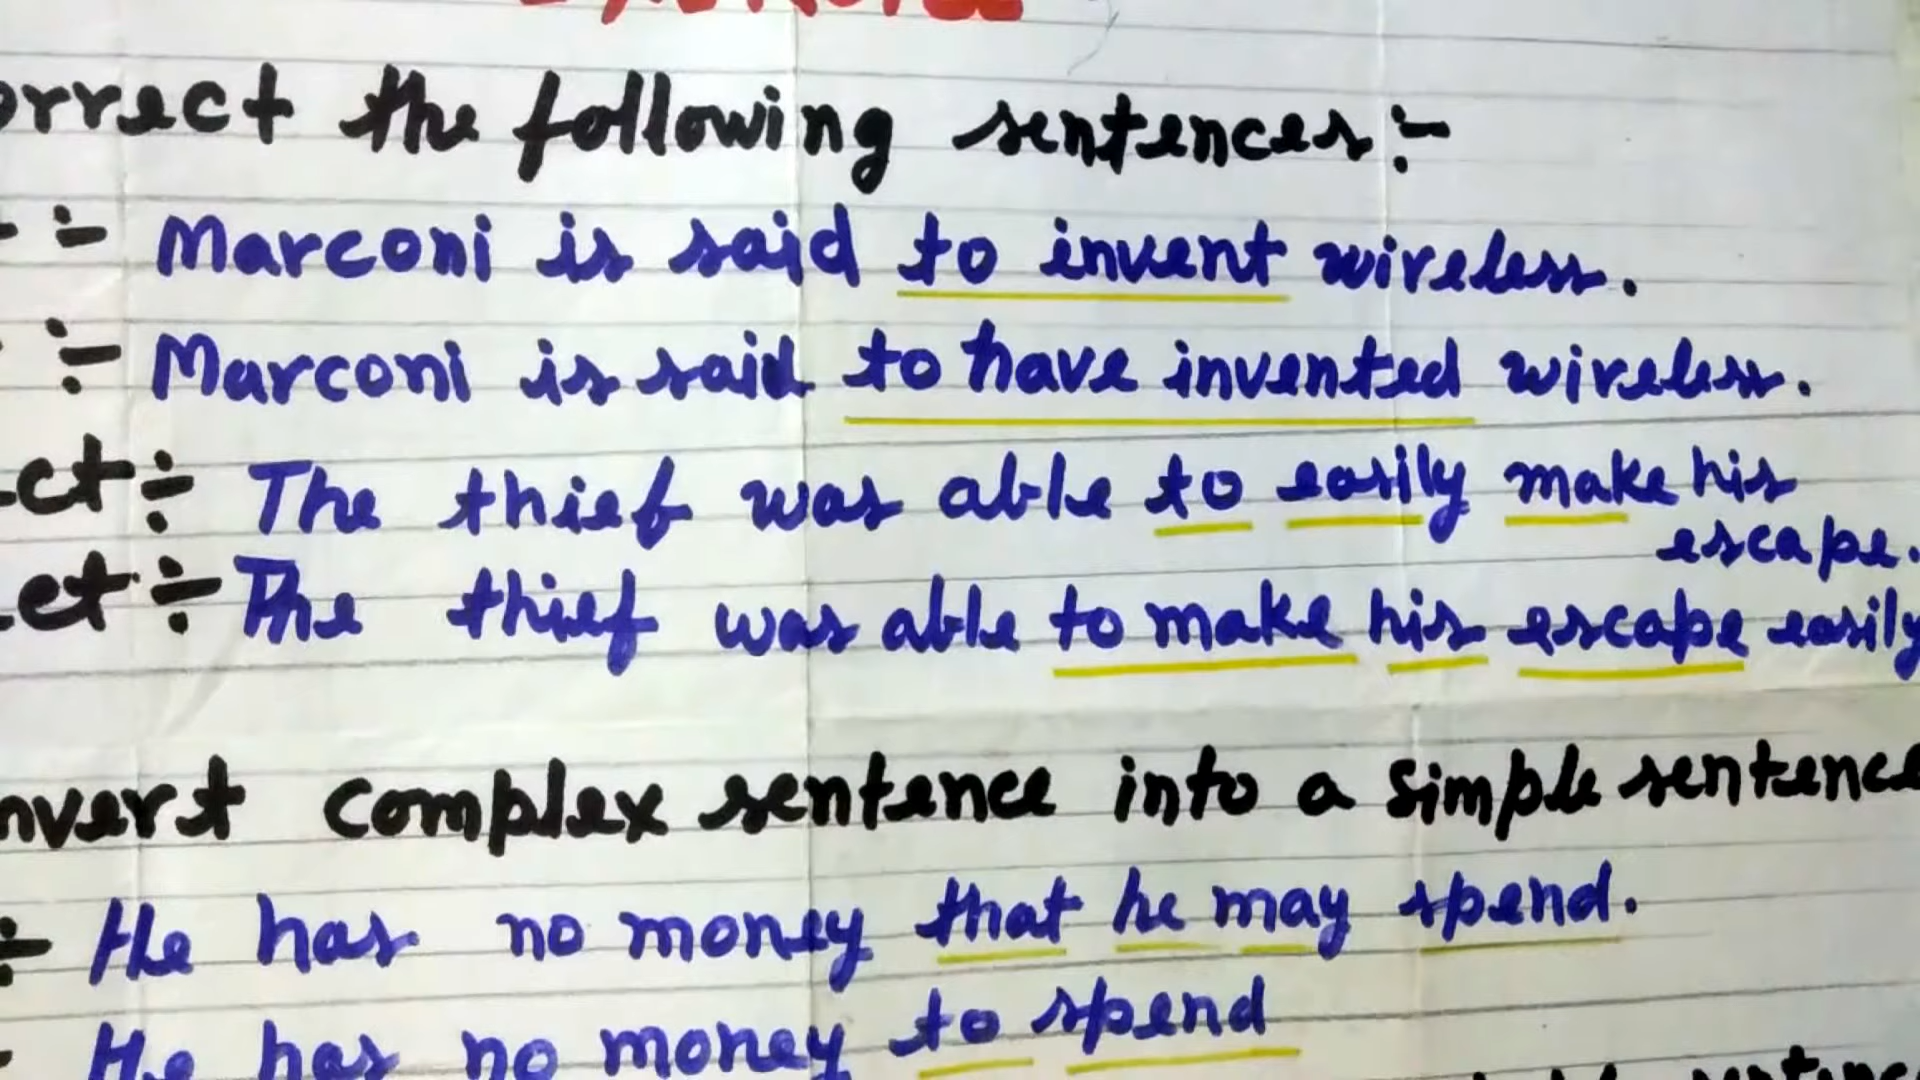 orrect the following sentences:-
÷ Marconi is said to invent wireless.
:- Marconi is said to have invented wireless.
ct÷ The thief was able to easily make his
escape.
ct÷ The thief was able to make his escape easily
nvert complex sentence into a simple sentence
÷ He has no money that he may spend.
He has no money to spend